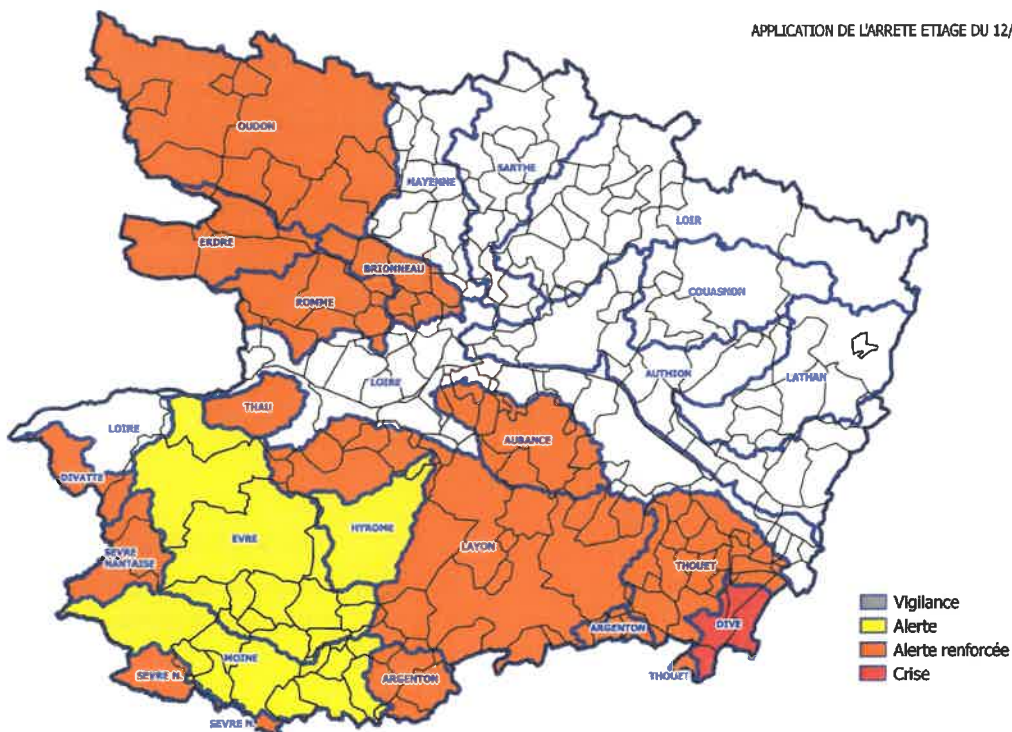 APPLICATION DE L'ARRETE ETIAGE DU 12/
OUDON
MAYENNE
SARTHE
LOIR
ERDRE
BRIONNEAU
ROMME
COUASNON
LOIRE
AUTHION
LATHAN
THAU
LOIRE
AUBANCE
DIVATTE
HYROME
EVRE
LAYON
SEVRE
NANTAISE
THOUET
ARGENTON
DIVE
MOINE
SEVRE N.
ARGENTON
THOUET
SEVRE N.
Vigilance
Alerte
Alerte renforcée
Crise